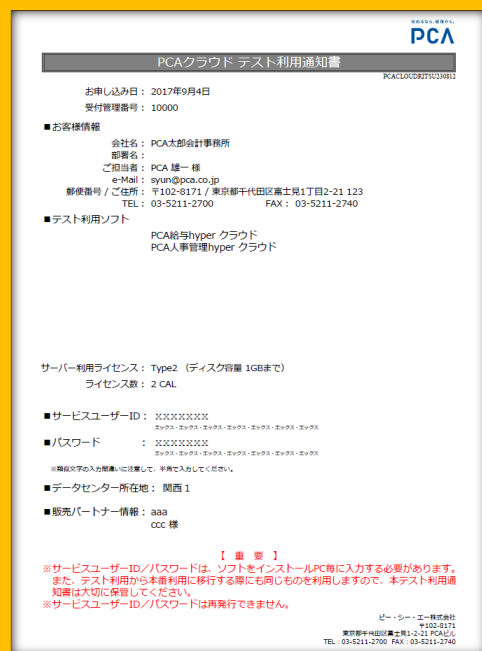 PCA
PCAクラウド テスト利用通知書
PCACLOUDRITSU230812
お申し込み日： 2017年9月4日
受付管理番号： 10000
■お客様情報
会社名： PCA太郎会計事務所
部署名：
ご担当者： PCA 雄一 様
e-Mail： syun@pca.co.jp
郵便番号 / ご住所： 〒102-8171 / 東京都千代田区富士見1丁目2-21 123
TEL： 03-5211-2700 FAX： 03-5211-2740
■テスト利用ソフト
PCA給与hyper クラウド
PCA人事管理hyper クラウド
サーバー利用ライセンス： Type2 （ディスク容量 1GBまで）
ライセンス数： 2 CAL
■サービスユーザーID： XXXXXXX
エックス・エックス・エックス・エックス・エックス・エックス・エックス
■パスワード ： XXXXXXX
エックス・エックス・エックス・エックス・エックス・エックス・エックス
※類似文字の入力間違いに注意して、半角で入力してください。
■データセンター所在地： 関西１
■販売パートナー情報： aaa
ccc 様
【 重 要 】
※サービスユーザーID／パスワードは、ソフトをインストールPC毎に入力する必要があります。
また、テスト利用から本番利用に移行する際にも同じものを利用しますので、本テスト利用通
知書は大切に保管してください。
※サービスユーザーID／パスワードは再発行できません。
ピー・シー・エー株式会社
〒102-8171
東京都千代田区富士見1-2-21 PCAビル
TEL：03-5211-2700 FAX：03-5211-2740